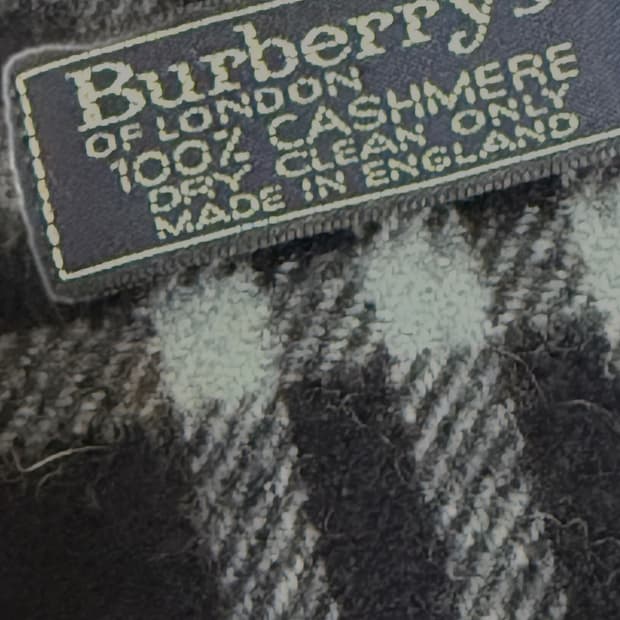 Burberrys
OF LONDON
100% CASHMERE
DRY CLEAN ONLY
MADE IN ENGLAND